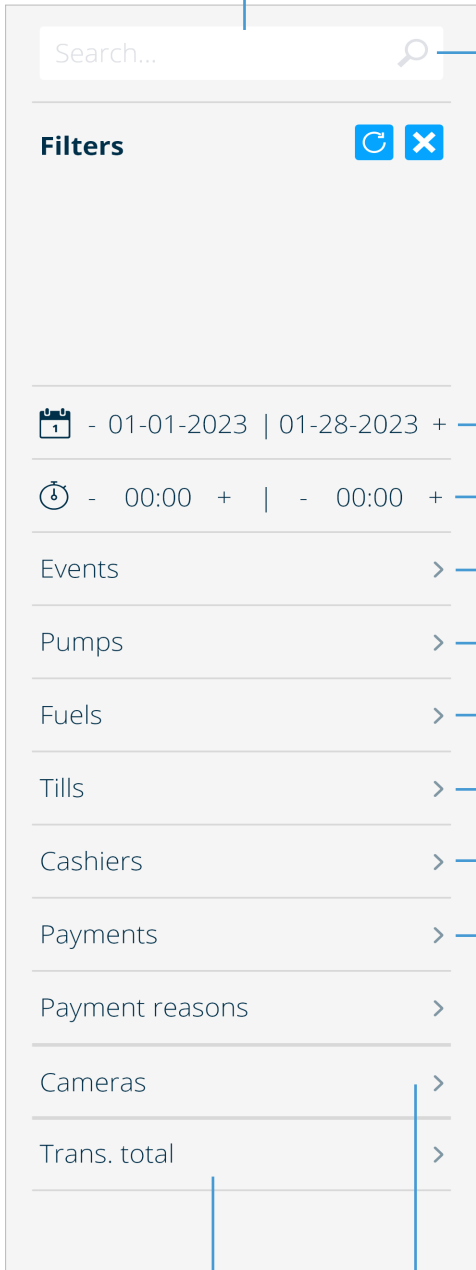 Search...
Filters
1 - 01-01-2023 | 01-28-2023 +
- 00:00 + | - 00:00 +
Events
Pumps
Fuels
Tills
Cashiers
Payments
Payment reasons
Cameras
Trans. total